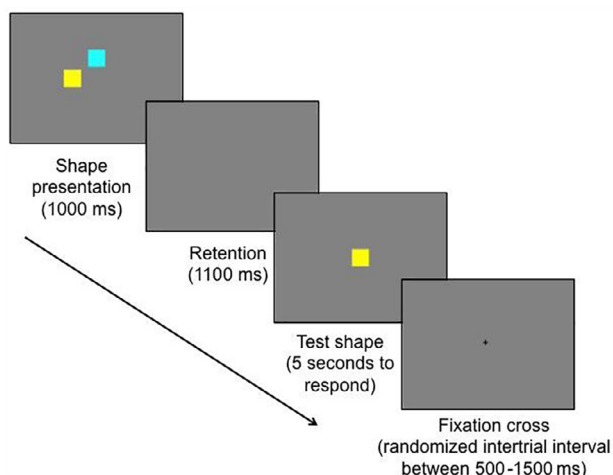 Shape
presentation
(1000 ms)
Retention
(1100 ms)
Test shape
(5 seconds to
respond)
Fixation cross
(randomized intertrial interval
between 500-1500 ms)